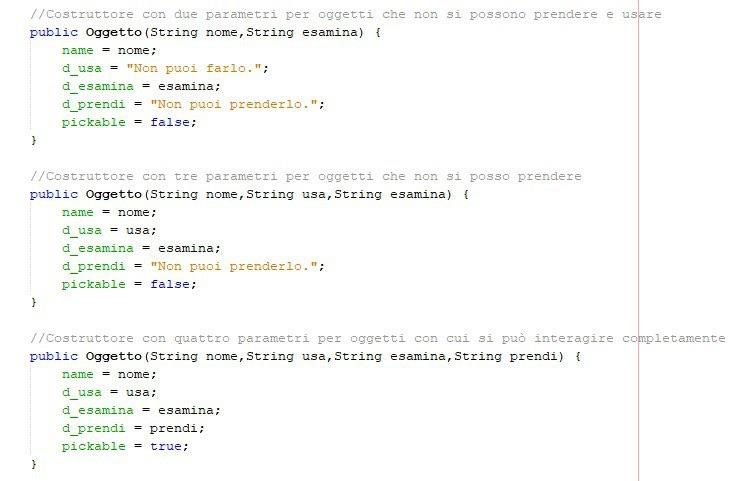 //Costruttore con due parametri per oggetti che non si possono prendere e usare
public Oggetto(String nome,String esamina) {
    name = nome;
    d_usa = "Non puoi farlo.";
    d_esamina = esamina;
    d_prendi = "Non puoi prenderlo.";
    pickable = false;
}
//Costruttore con tre parametri per oggetti che non si posso prendere
public Oggetto(String nome,String usa,String esamina) {
    name = nome;
    d_usa = usa;
    d_esamina = esamina;
    d_prendi = "Non puoi prenderlo.";
    pickable = false;
}
//Costruttore con quattro parametri per oggetti con cui si può interagire completamente
public Oggetto(String nome,String usa,String esamina,String prendi) {
    name = nome;
    d_usa = usa;
    d_esamina = esamina;
    d_prendi = prendi;
    pickable = true;
}